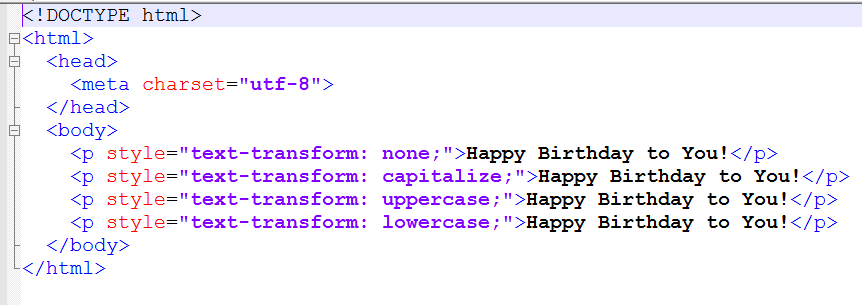 <!DOCTYPE html>
<html>
<head>
<meta charset="utf-8">
</head>
<body>
<p style="text-transform: none;">Happy Birthday to You!</p>
<p style="text-transform: capitalize;">Happy Birthday to You!</p>
<p style="text-transform: uppercase;">Happy Birthday to You!</p>
<p style="text-transform: lowercase;">Happy Birthday to You!</p>
</body>
</html>